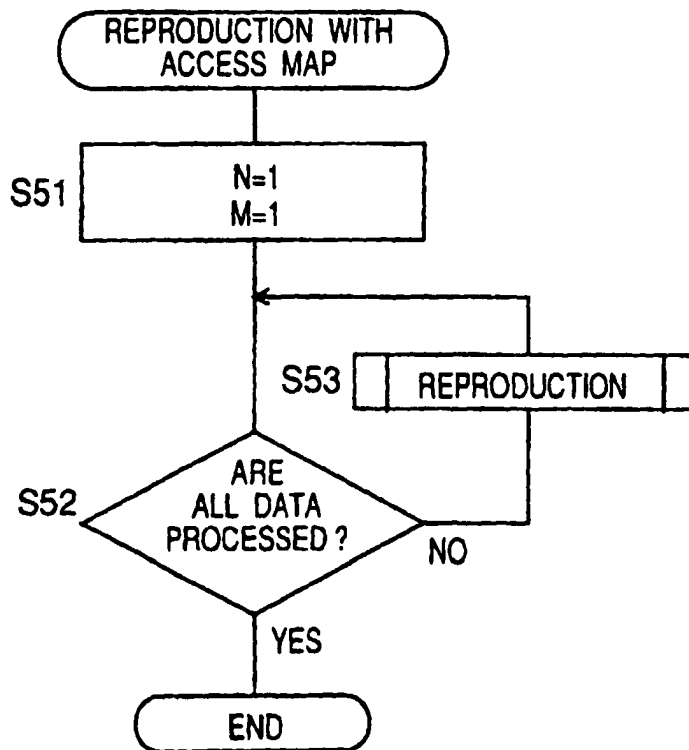 REPRODUCTION WITH
ACCESS MAP
S51
N=1
M=1
S53
REPRODUCTION
S52
ARE
ALL DATA
PROCESSED?
NO
YES
END